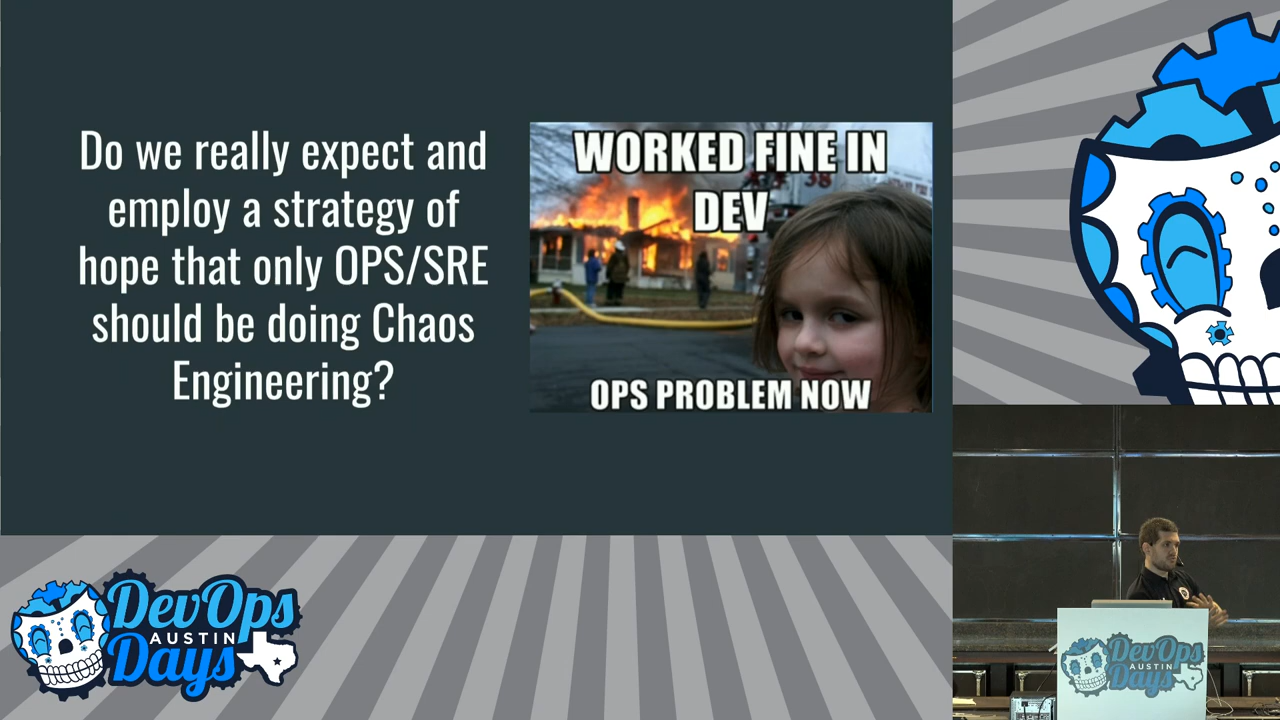 Do we really expect and
employ a strategy of
hope that only OPS/SRE
should be doing Chaos
Engineering?
WORKED FINE IN
DEV
38
OPS PROBLEM NOW
DevOps
AUSTIN
Days
DevOps
AUSTIN
Days